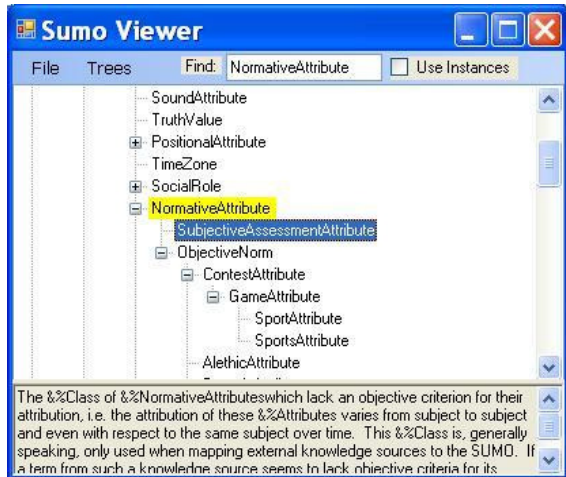 Sumo Viewer
File Trees Find: NormativeAttribute Use Instances
SoundAttribute
TruthValue
PositionalAttribute
TimeZone
SocialRole
NormativeAttribute
SubjectiveAssessmentAttribute
ObjectiveNorm
ContestAttribute
GameAttribute
SportAttribute
SportsAttribute
AlethicAttribute
The &%Class of &%NormativeAttributeswhich lack an objective criterion for their
attribution, i.e. the attribution of these &%Attributes varies from subject to subject
and even with respect to the same subject over time. This &%Class is, generally
speaking, only used when mapping external knowledge sources to the SUMO. If
a term from such a knowledge source seems to lack objective criteria for its